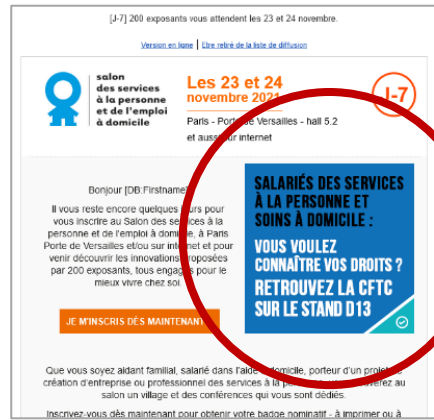 [J-7] 200 exposants vous attendent les 23 et 24 novembre.
Version en ligne | Etre retiré de la liste de diffusion
salon
des services
à la personne
et de l'emploi
à domicile
Les 23 et 24
novembre 2021
Paris - Porte de Versailles - hall 5.2
et aussi sur internet
J-7
Bonjour [DB:Firstname]
Il vous reste encore quelques jours pour
vous inscrire au Salon des services à la
personne et de l'emploi à domicile, à Paris
Porte de Versailles et/ou sur internet et pour
venir découvrir les innovations proposées
par 200 exposants, tous engagés pour le
mieux vivre chez soi.
JE M'INSCRIS DÈS MAINTENANT
SALARIÉS DES SERVICES
À LA PERSONNE ET
SOINS À DOMICILE :
VOUS VOULEZ
CONNAÎTRE VOS DROITS ?
RETROUVEZ LA CFTC
SUR LE STAND D13
Que vous soyez aidant familial, salarié dans l'aide à domicile, porteur d'un projet de
création d'entreprise ou professionnel des services à la personne, vous trouverez au
salon un village et des conférences qui vous sont dédiés.
Inscrivez-vous dès maintenant pour obtenir votre badge nominatif - à imprimer ou à